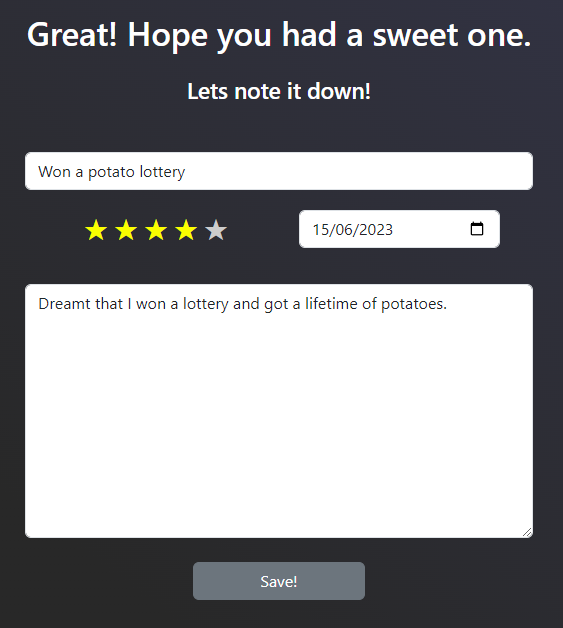 Great! Hope you had a sweet one.
Lets note it down!
Won a potato lottery
15/06/2023
Dreamt that I won a lottery and got a lifetime of potatoes.
Save!